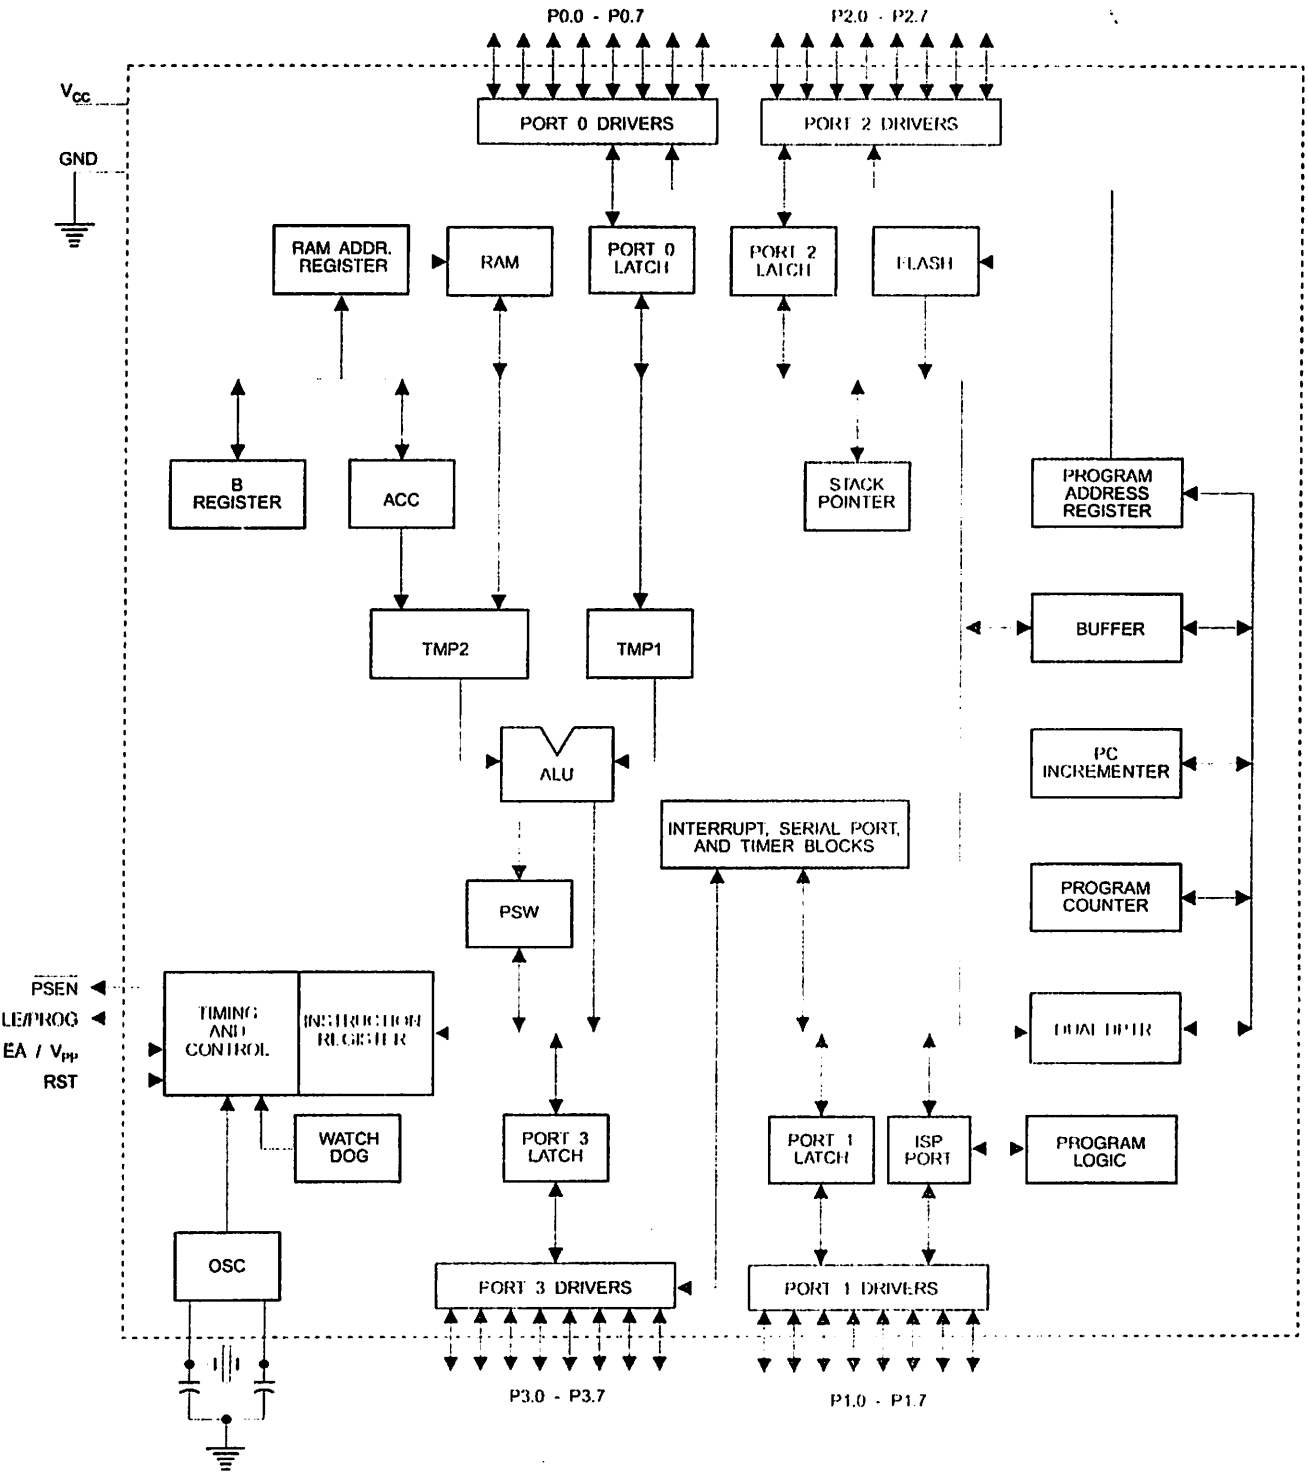 P0.0 - P0.7
P2.0 - P2.7
VCC
PORT 0 DRIVERS
PORT 2 DRIVERS
GND
RAM ADDR.
REGISTER
RAM
PORT 0
LATCH
PORT 2
LATCH
FLASH
B
REGISTER
ACC
STACK
POINTER
PROGRAM
ADDRESS
REGISTER
BUFFER
TMP2
TMP1
PC
INCREMENTER
ALU
INTERRUPT, SERIAL PORT,
AND TIMER BLOCKS
PROGRAM
COUNTER
PSW
PSEN
LE/PROG
EA / VPP
RST
TIMING
AND
CONTROL
INSTRUCTION
REGISTER
DUAL DPTR
WATCH
DOG
PORT 3
LATCH
PORT 1
LATCH
ISP
PORT
PROGRAM
LOGIC
OSC
PORT 3 DRIVERS
PORT 1 DRIVERS
P3.0 - P3.7
P1.0 - P1.7